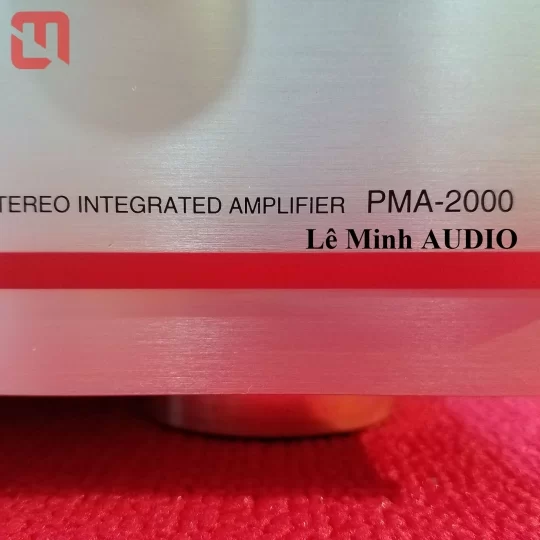 TEREO INTEGRATED AMPLIFIER PMA-2000
Lê Minh AUDIO